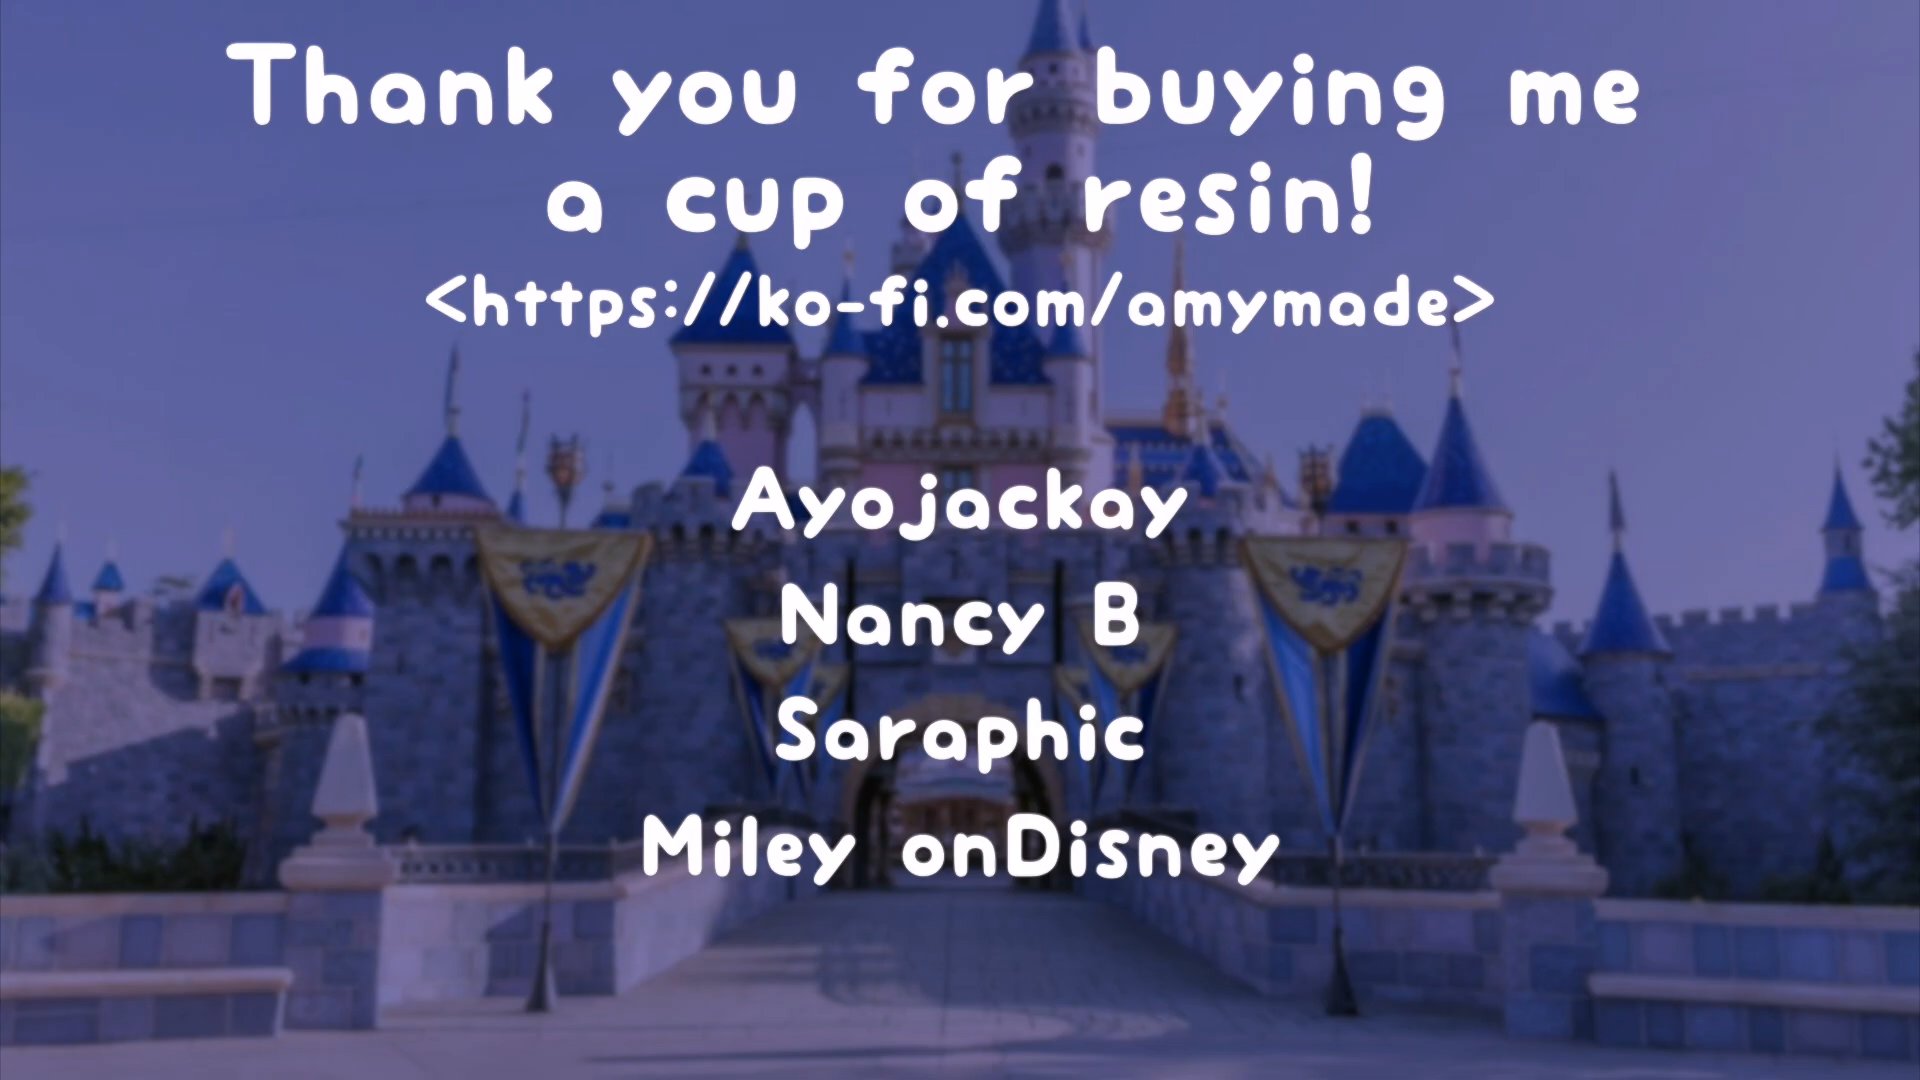 Thank you for buying me
a cup of resin!
<https://ko-fi.com/amymade>
Ayojackay
Nancy B
Saraphic
Miley onDisney